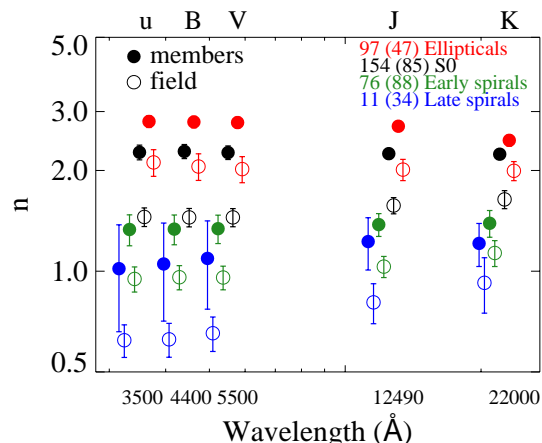 u B V J K
5.0
3.0
2.0
1.0
0.5
n
members
field
97 (47) Ellipticals
154 (85) S0
76 (88) Early spirals
11 (34) Late spirals
3500 4400 5500 12490 22000
Wavelength (Å)